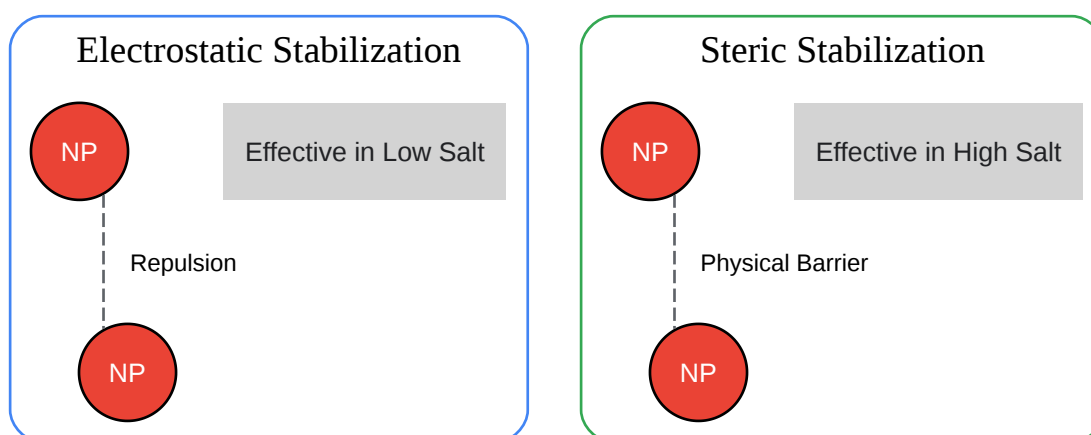 Electrostatic Stabilization
NP
Effective in Low Salt
Repulsion
NP
Steric Stabilization
NP
Effective in High Salt
Physical Barrier
NP